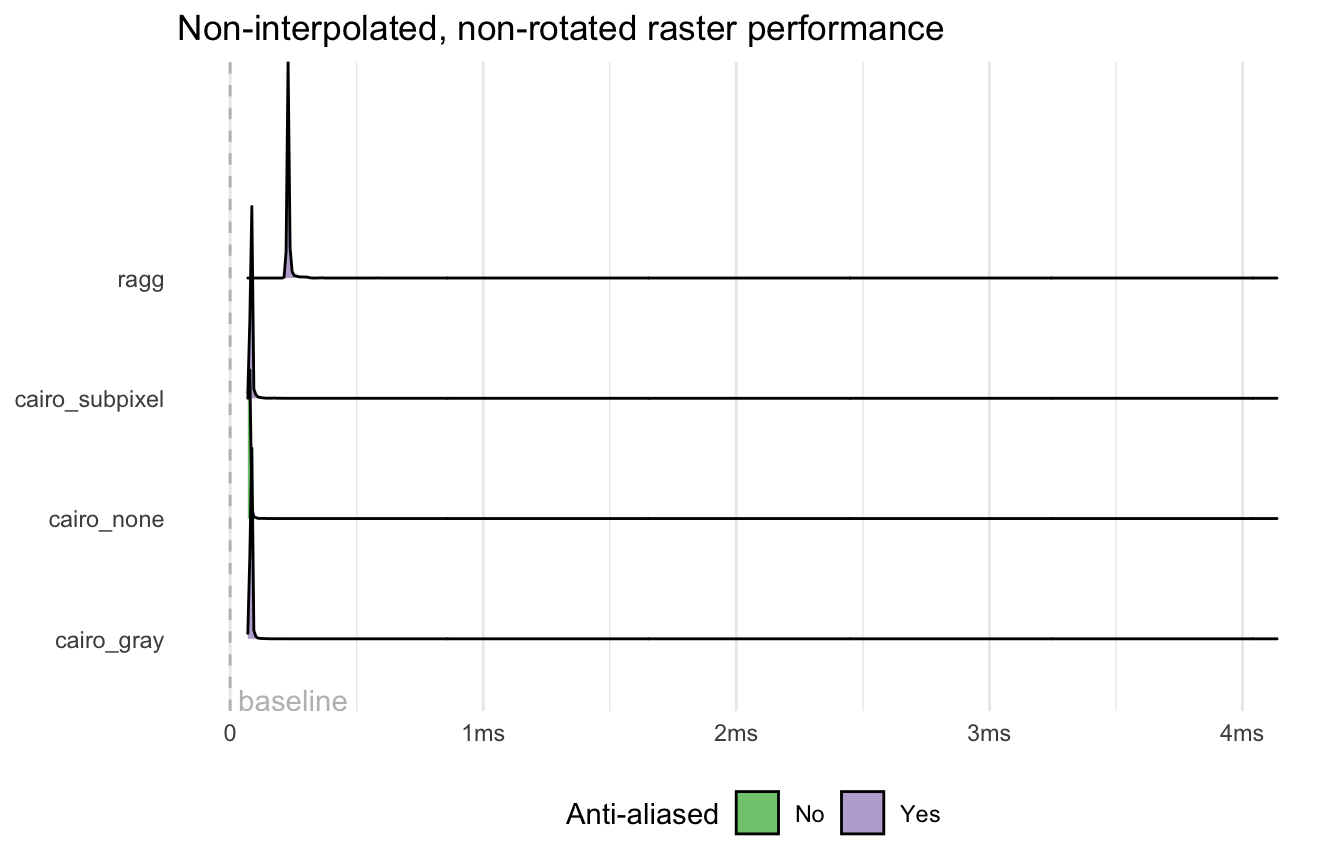 Non-interpolated, non-rotated raster performance
ragg
cairo_subpixel
cairo_none
cairo_gray
baseline
0 1ms 2ms 3ms 4ms
Anti-aliased No Yes